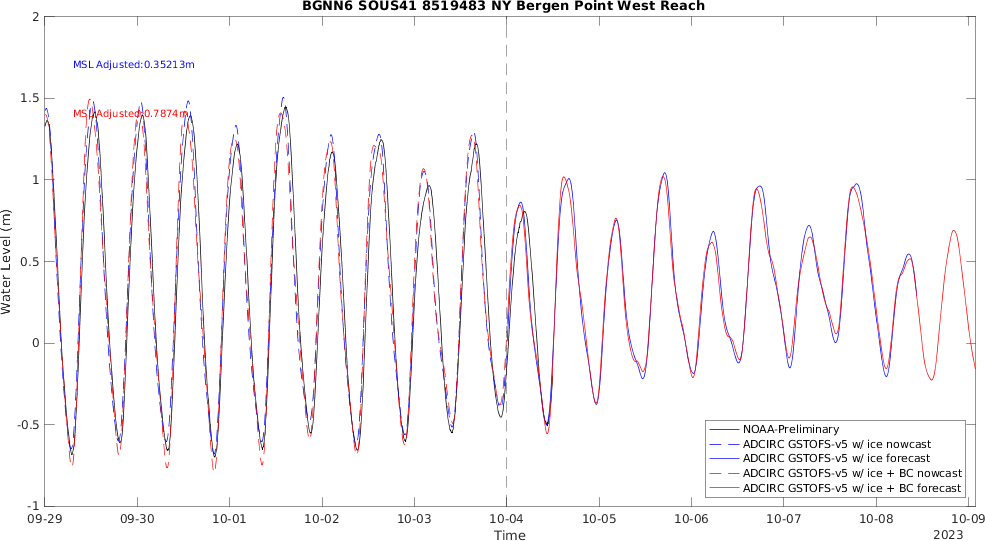 BGNN6 SOUS41 8519483 NY Bergen Point West Reach
2
MSL Adjusted:0.35213m
1.5
MSL Adjusted:0.7874m
1
0.5
0
-0.5
-1
Water Level (m)
NOAA-Preliminary
ADCIRC GSTOFS-v5 w/ ice nowcast
ADCIRC GSTOFS-v5 w/ ice forecast
ADCIRC GSTOFS-v5 w/ ice + BC nowcast
ADCIRC GSTOFS-v5 w/ ice + BC forecast
09-29 09-30 10-01 10-02 10-03 10-04 10-05 10-06 10-07 10-08 10-09
Time 2023